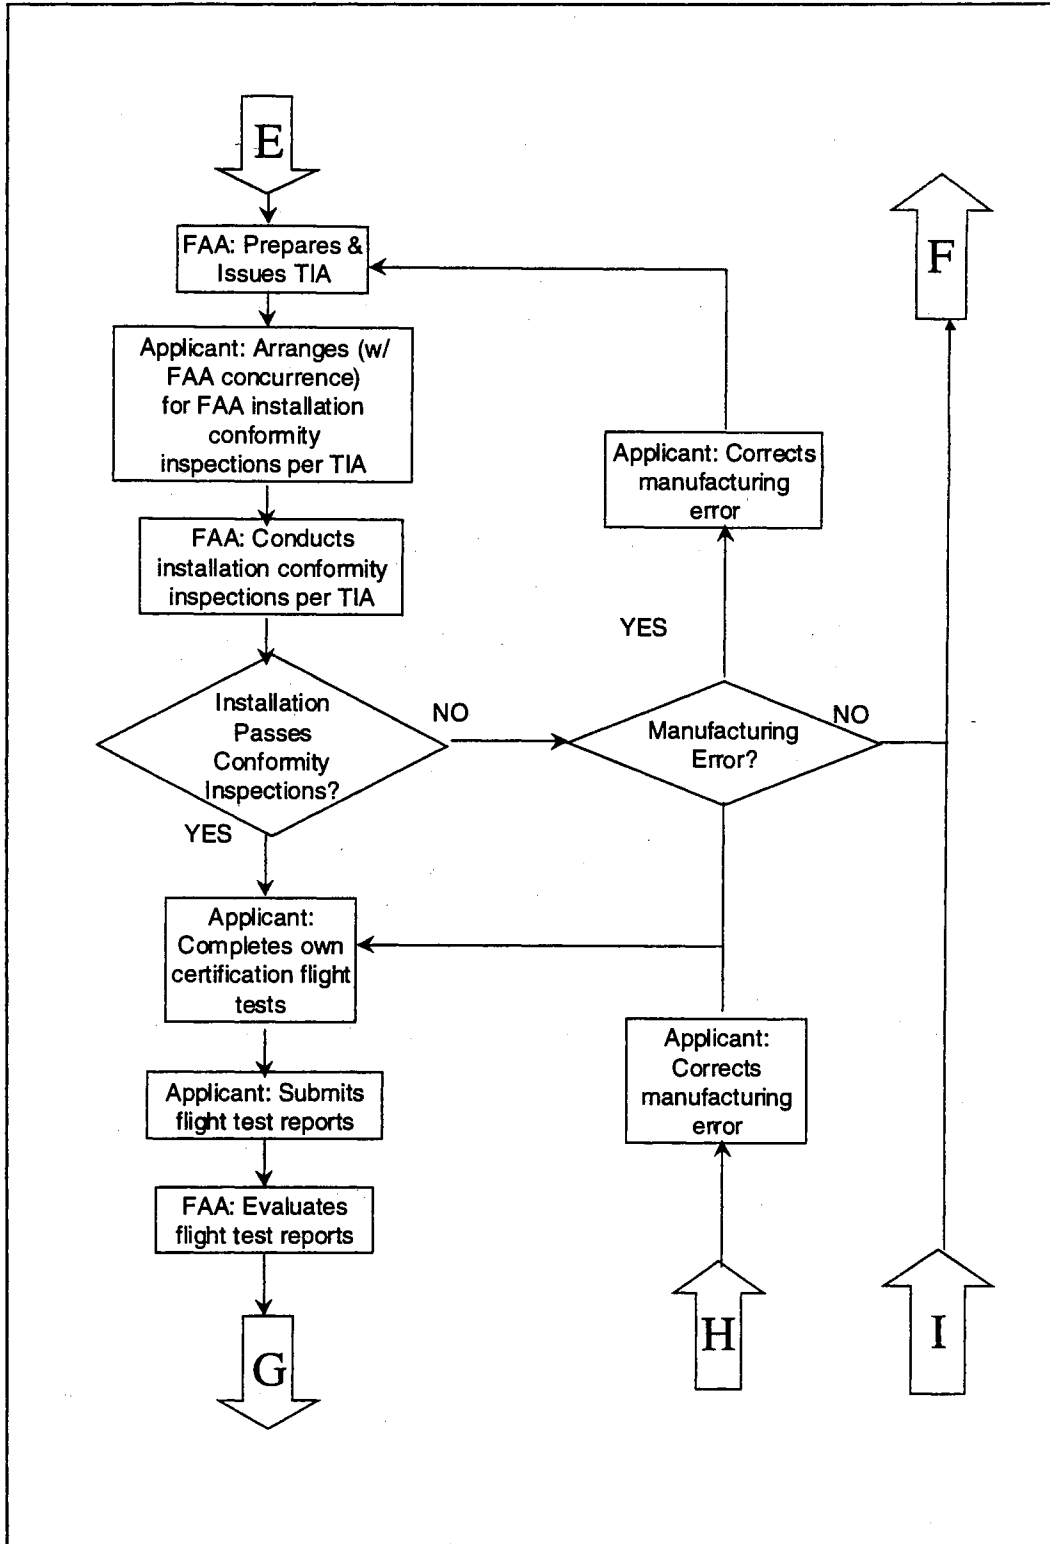 E
FAA: Prepares &
Issues TIA
Applicant: Arranges (w/
FAA concurrence)
for FAA installation
conformity
inspections per TIA
FAA: Conducts
installation conformity
inspections per TIA
Installation
Passes
Conformity
Inspections?
NO
YES
Applicant:
Completes own
certification flight
tests
Applicant: Submits
flight test reports
FAA: Evaluates
flight test reports
G
Applicant: Corrects
manufacturing
error
YES
Manufacturing
Error?
NO
Applicant:
Corrects
manufacturing
error
H
F
I